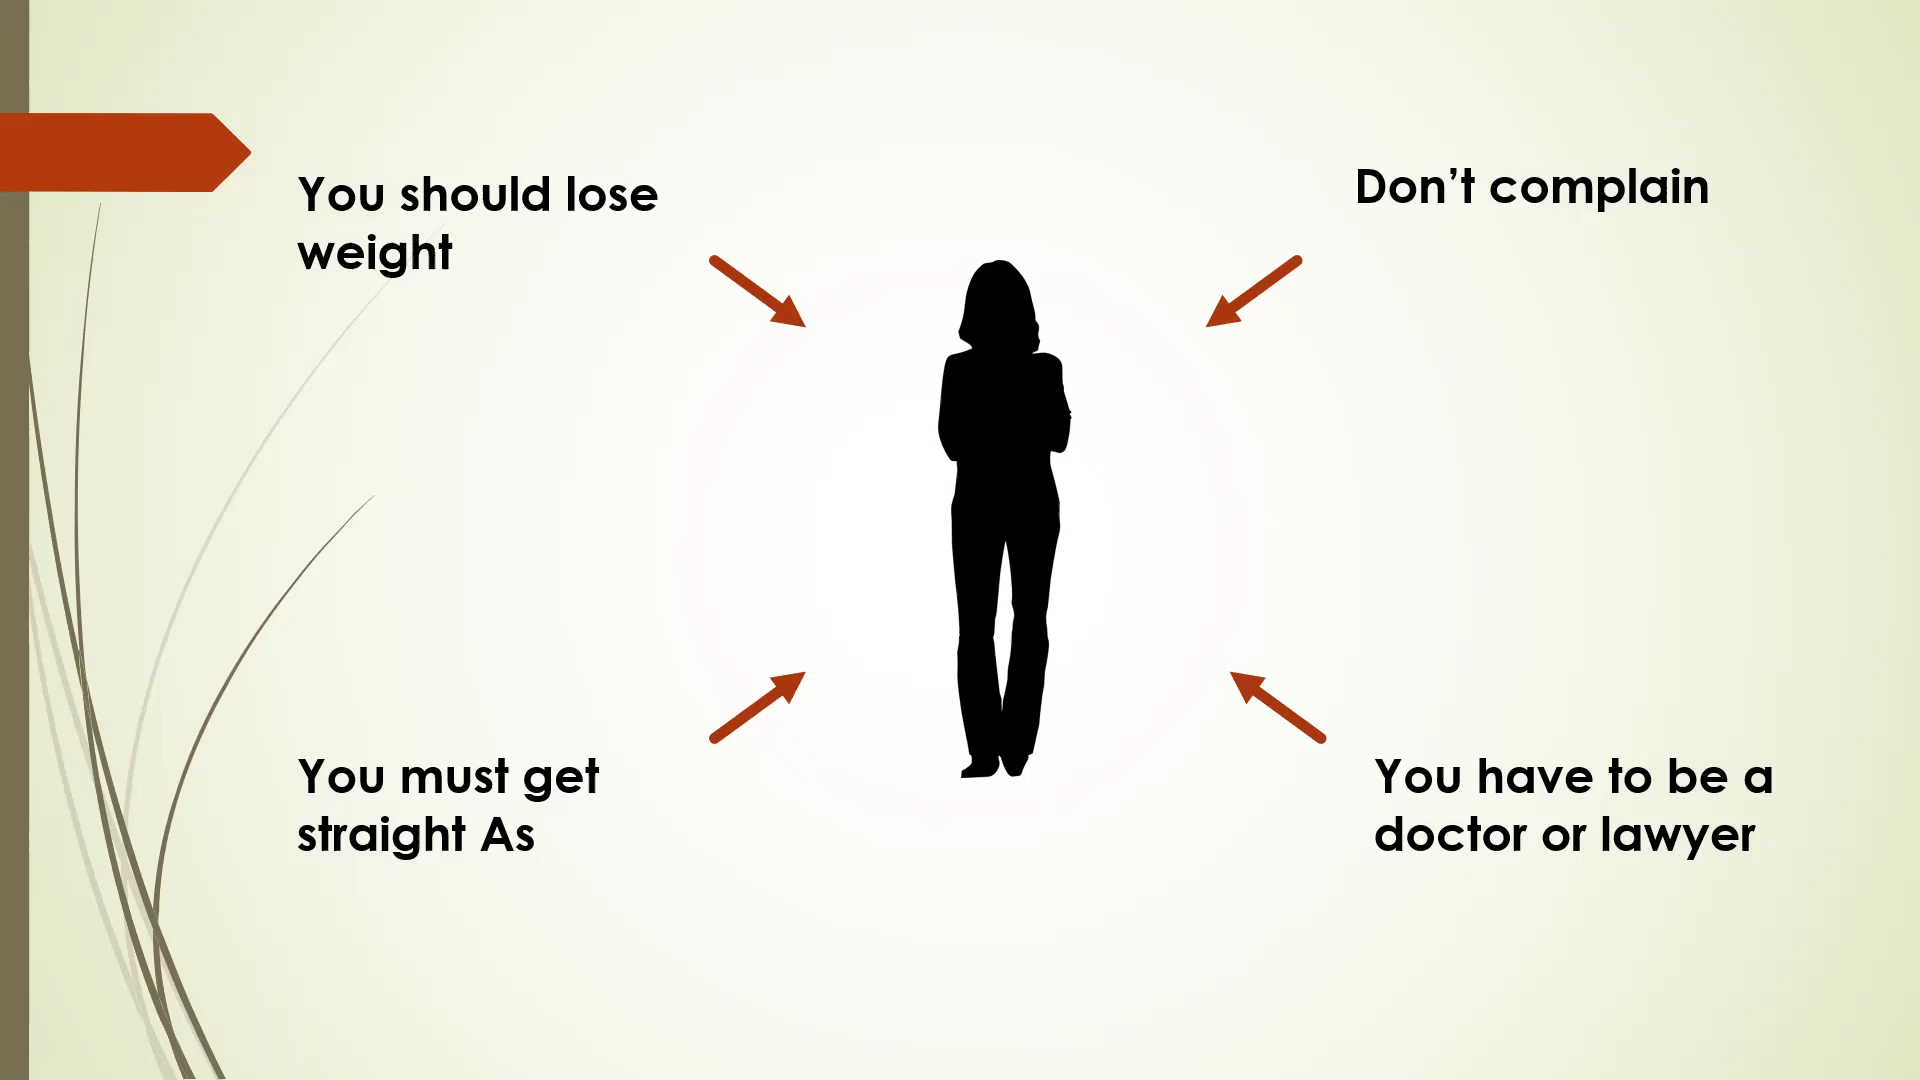 You should lose
weight
Don’t complain
You must get
straight As
You have to be a
doctor or lawyer